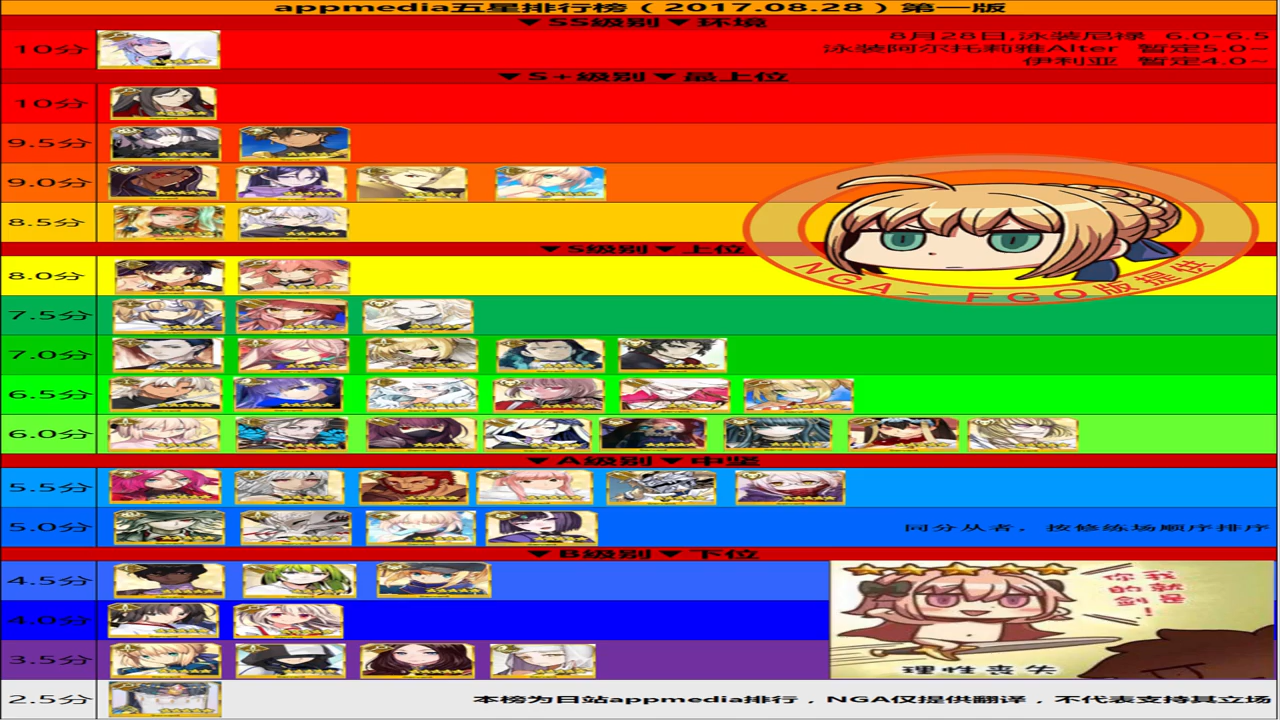 appmedia五星排行榜（2017.08.28）第一版
▼SS级别▼环境
10分
8月28日,泳装尼禄 6.0-6.5
泳装阿尔托莉雅Alter 暂定5.0~
伊利亚 暂定4.0~
▼S+级别▼最上位
10分
9.5分
9.0分
8.5分
▼S级别▼上位
8.0分
NGA－FGO版提供
7.5分
7.0分
6.5分
6.0分
▼A级别▼中坚
5.5分
5.0分
同分从者，按修练场顺序排序
▼B级别▼下位
4.5分
我就是
你的剑！
4.0分
3.5分
理性丧失
2.5分
本榜为日站appmedia排行，NGA仅提供翻译，不代表支持其立场